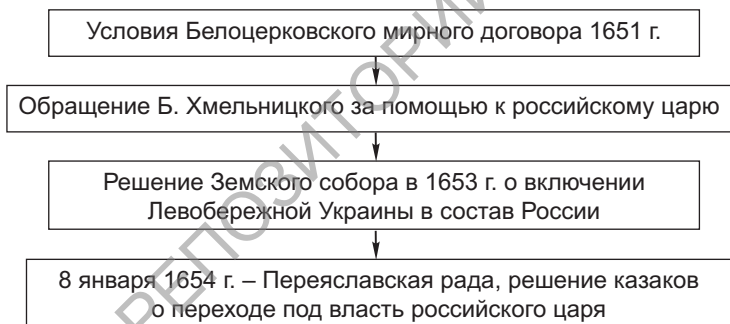 Условия Белоцерковского мирного договора 1651 г.
Обращение Б. Хмельницкого за помощью к российскому царю
Решение Земского собора в 1653 г. о включении
Левобережной Украины в состав России
8 января 1654 г. – Переяславская рада, решение казаков
о переходе под власть российского царя
РЕПОЗИТОРИЙ